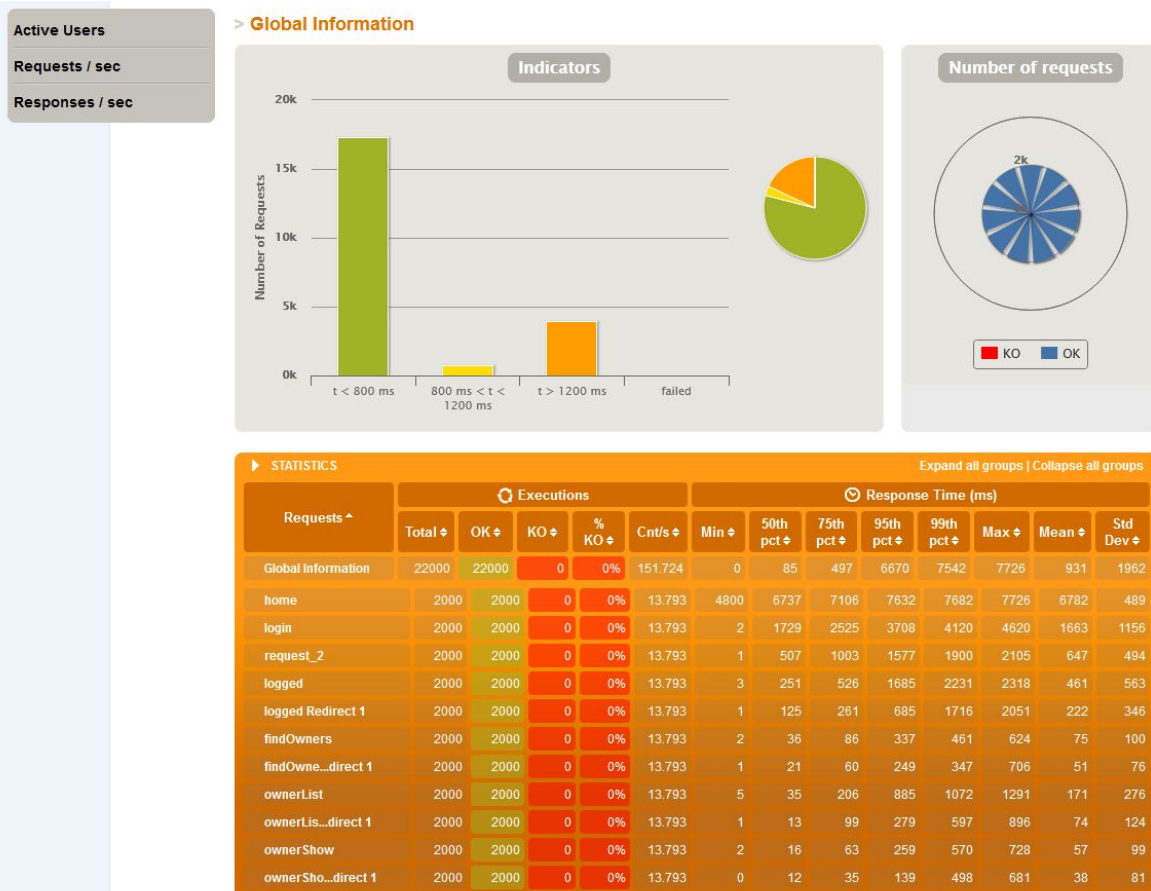 Active Users
Requests / sec
Responses / sec
> Global Information
Indicators
20k
15k
10k
5k
0k
Number of Requests
t < 800 ms
800 ms < t <
1200 ms
t > 1200 ms
failed
Number of requests
2k
KO
OK
STATISTICS
Expand all groups | Collapse all groups
Requests
Executions
Response Time (ms)
Total OK KO % KO Cnt/s Min 50th pct 75th pct 95th pct 99th pct Max Mean Std Dev
Global Information 22000 22000 0 0% 151.724 0 85 497 6670 7542 7726 931 1962
home 2000 2000 0 0% 13.793 4800 6737 7106 7632 7682 7726 6782 489
login 2000 2000 0 0% 13.793 2 1729 2525 3708 4120 4620 1663 1156
request_2 2000 2000 0 0% 13.793 1 507 1003 1577 1900 2105 647 494
logged 2000 2000 0 0% 13.793 3 251 526 1685 2231 2318 461 563
logged Redirect 1 2000 2000 0 0% 13.793 1 125 261 685 1716 2051 222 346
findOwners 2000 2000 0 0% 13.793 2 36 86 337 461 624 75 100
findOwne...direct 1 2000 2000 0 0% 13.793 1 21 60 249 347 706 51 76
ownerList 2000 2000 0 0% 13.793 5 35 206 885 1072 1291 171 276
ownerLis...direct 1 2000 2000 0 0% 13.793 1 13 99 279 597 896 74 124
ownerShow 2000 2000 0 0% 13.793 2 16 63 259 570 728 57 99
ownerSho...direct 1 2000 2000 0 0% 13.793 0 12 35 139 498 681 38 81